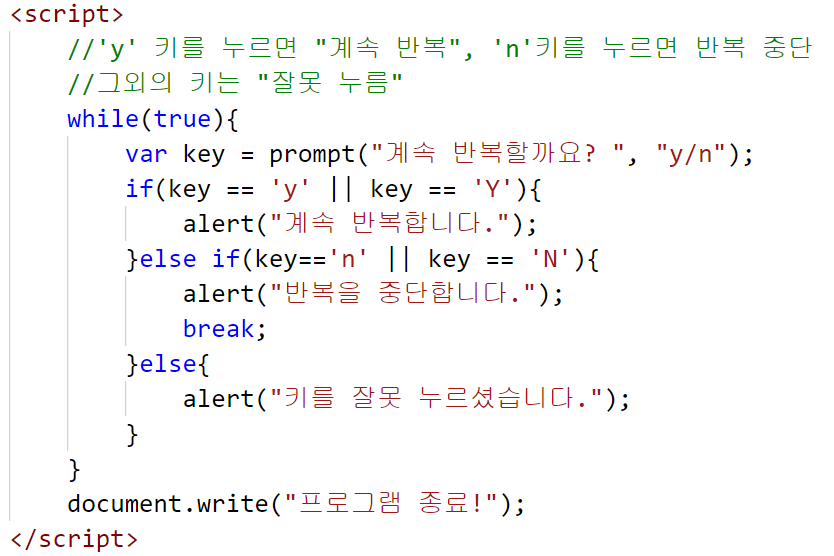 <script>
//'y' 키를 누르면 "계속 반복", 'n'키를 누르면 반복 중단
//그외의 키는 "잘못 누름"
while(true){
var key = prompt("계속 반복할까요? ", "y/n");
if(key == 'y' || key == 'Y'){
alert("계속 반복합니다.");
}else if(key=='n' || key == 'N'){
alert("반복을 중단합니다.");
break;
}else{
alert("키를 잘못 누르셨습니다.");
}
}
document.write("프로그램 종료!");
</script>